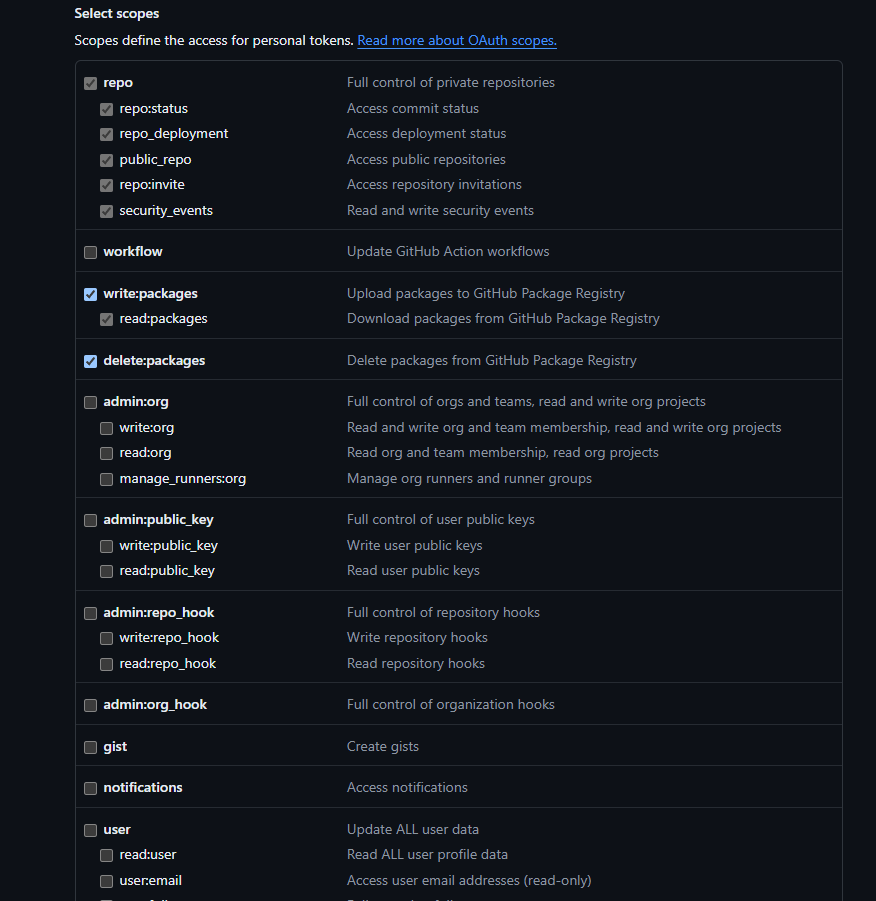 Select scopes
Scopes define the access for personal tokens. Read more about OAuth scopes.
repo Full control of private repositories
repo:status Access commit status
repo_deployment Access deployment status
public_repo Access public repositories
repo:invite Access repository invitations
security_events Read and write security events
workflow Update GitHub Action workflows
write:packages Upload packages to GitHub Package Registry
read:packages Download packages from GitHub Package Registry
delete:packages Delete packages from GitHub Package Registry
admin:org Full control of orgs and teams, read and write org projects
write:org Read and write org and team membership, read and write org projects
read:org Read org and team membership, read org projects
manage_runners:org Manage org runners and runner groups
admin:public_key Full control of user public keys
write:public_key Write user public keys
read:public_key Read user public keys
admin:repo_hook Full control of repository hooks
write:repo_hook Write repository hooks
read:repo_hook Read repository hooks
admin:org_hook Full control of organization hooks
gist Create gists
notifications Access notifications
user Update ALL user data
read:user Read ALL user profile data
user:email Access user email addresses (read-only)